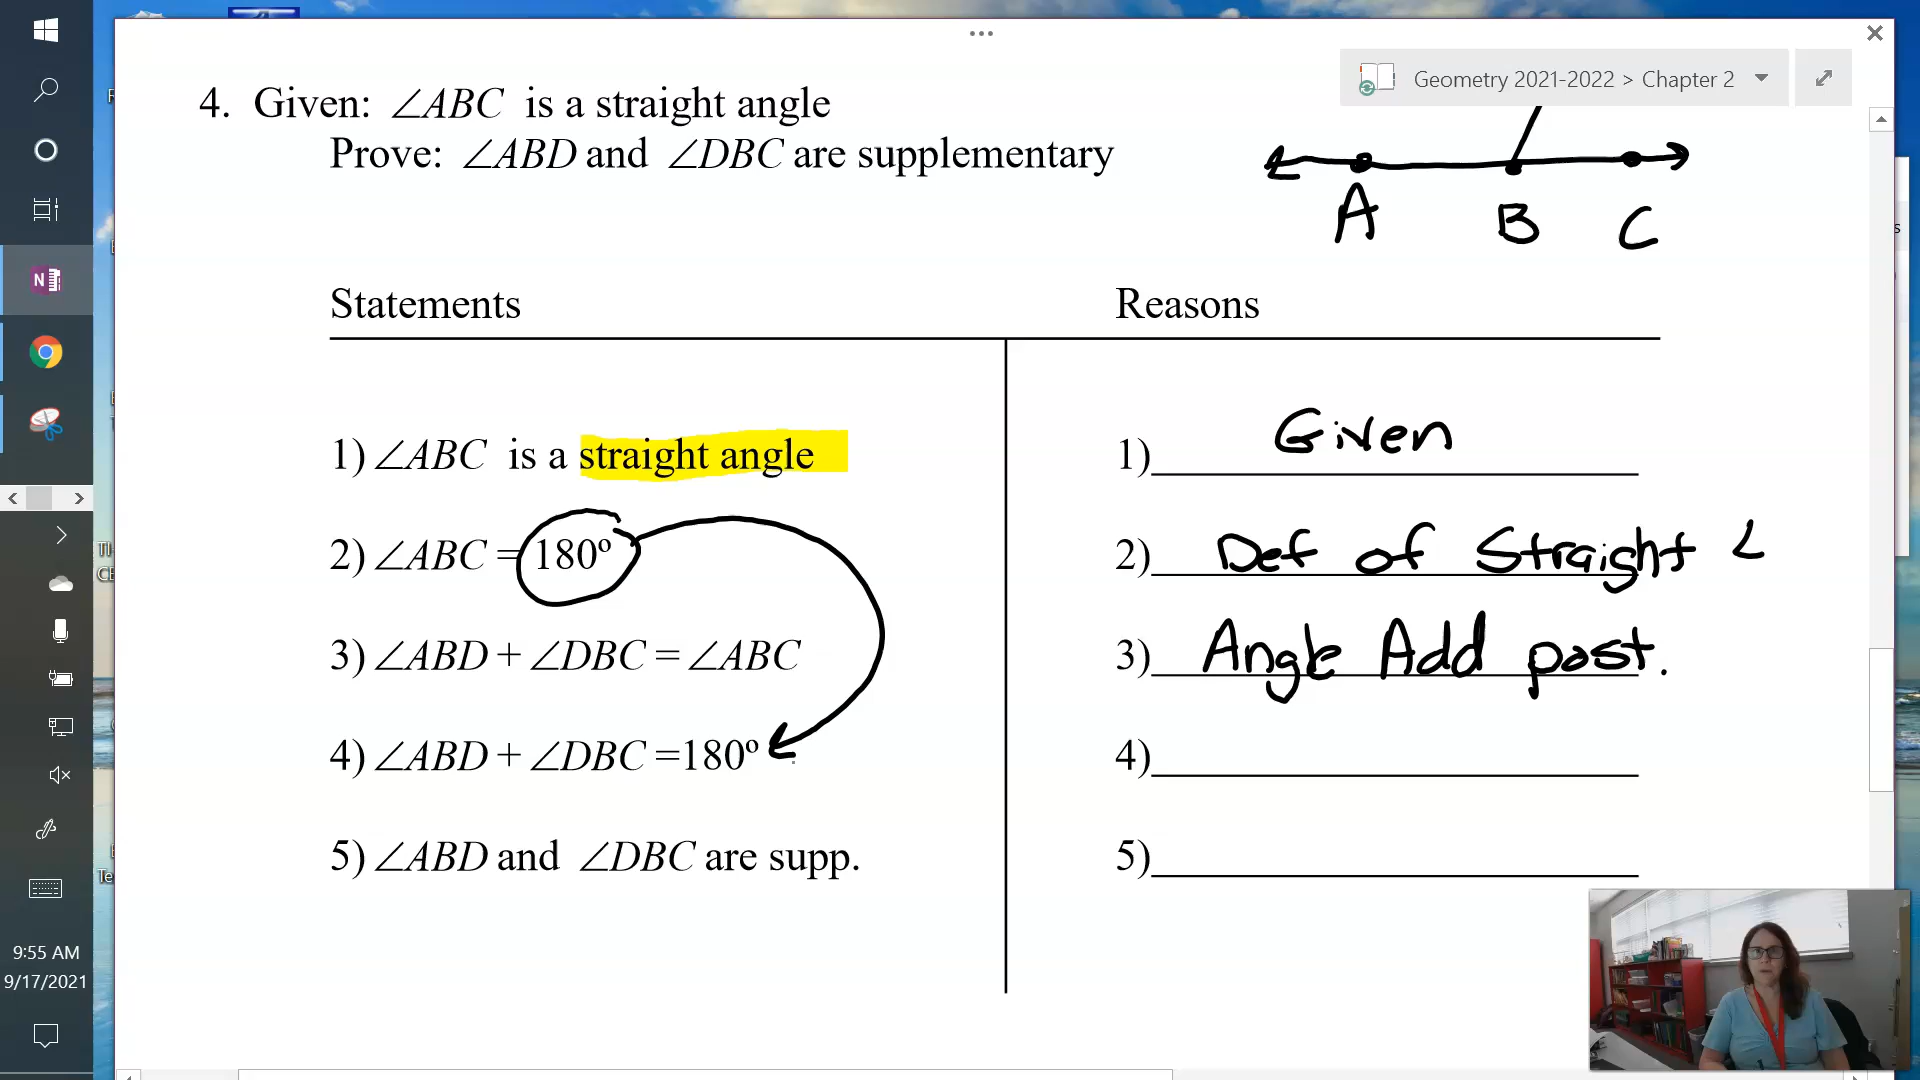 Geometry 2021-2022 > Chapter 2
4. Given: ∠ABC is a straight angle
Prove: ∠ABD and ∠DBC are supplementary
A B C
Statements Reasons
1) ∠ABC is a straight angle 1) Given
2) ∠ABC = 180º 2) Def of Straight ∠
3) ∠ABD + ∠DBC = ∠ABC 3) Angle Add post.
4) ∠ABD + ∠DBC =180º 4)
5) ∠ABD and ∠DBC are supp. 5)
9:55 AM
9/17/2021